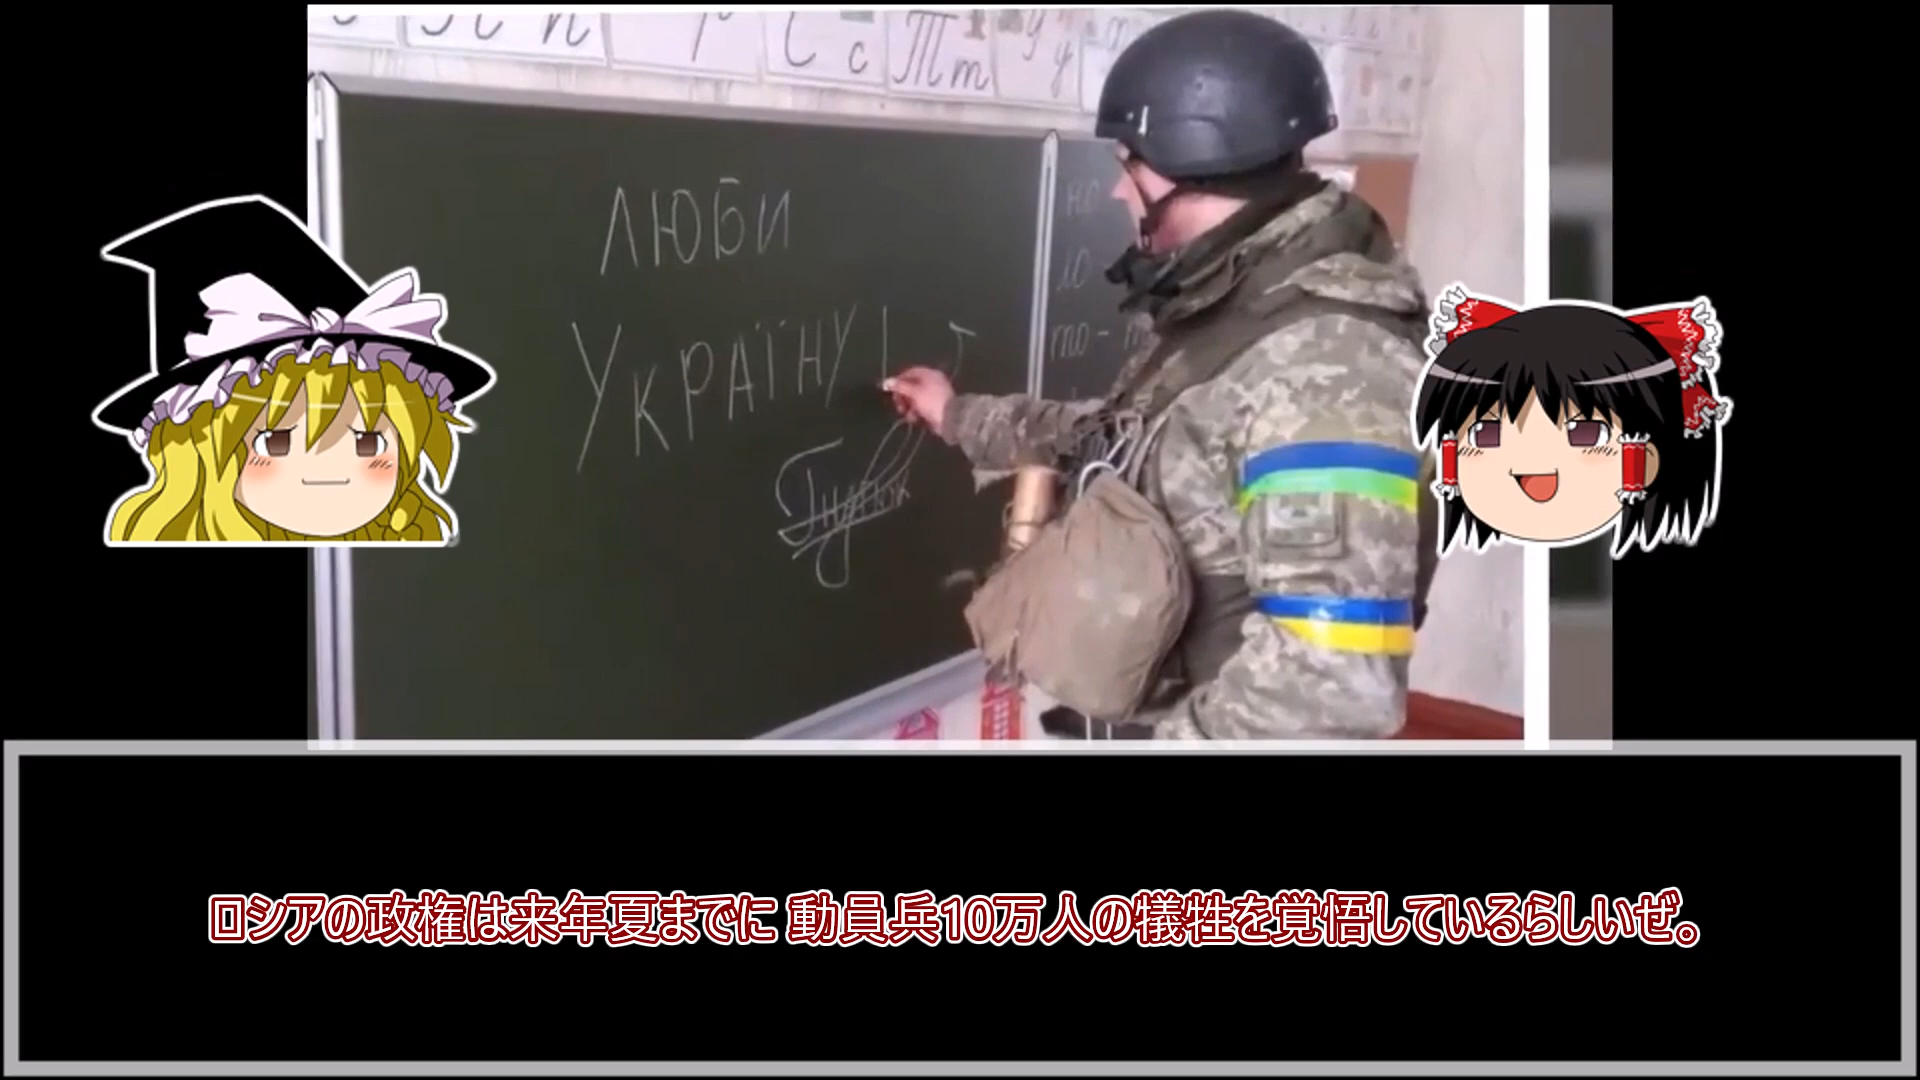 П п Г С с Т т У у
ЛЮБИ
УКРАЇНУ!
то -
ロシアの政権は来年夏までに 動員兵10万人の犠牲を覚悟しているらしいぜ。